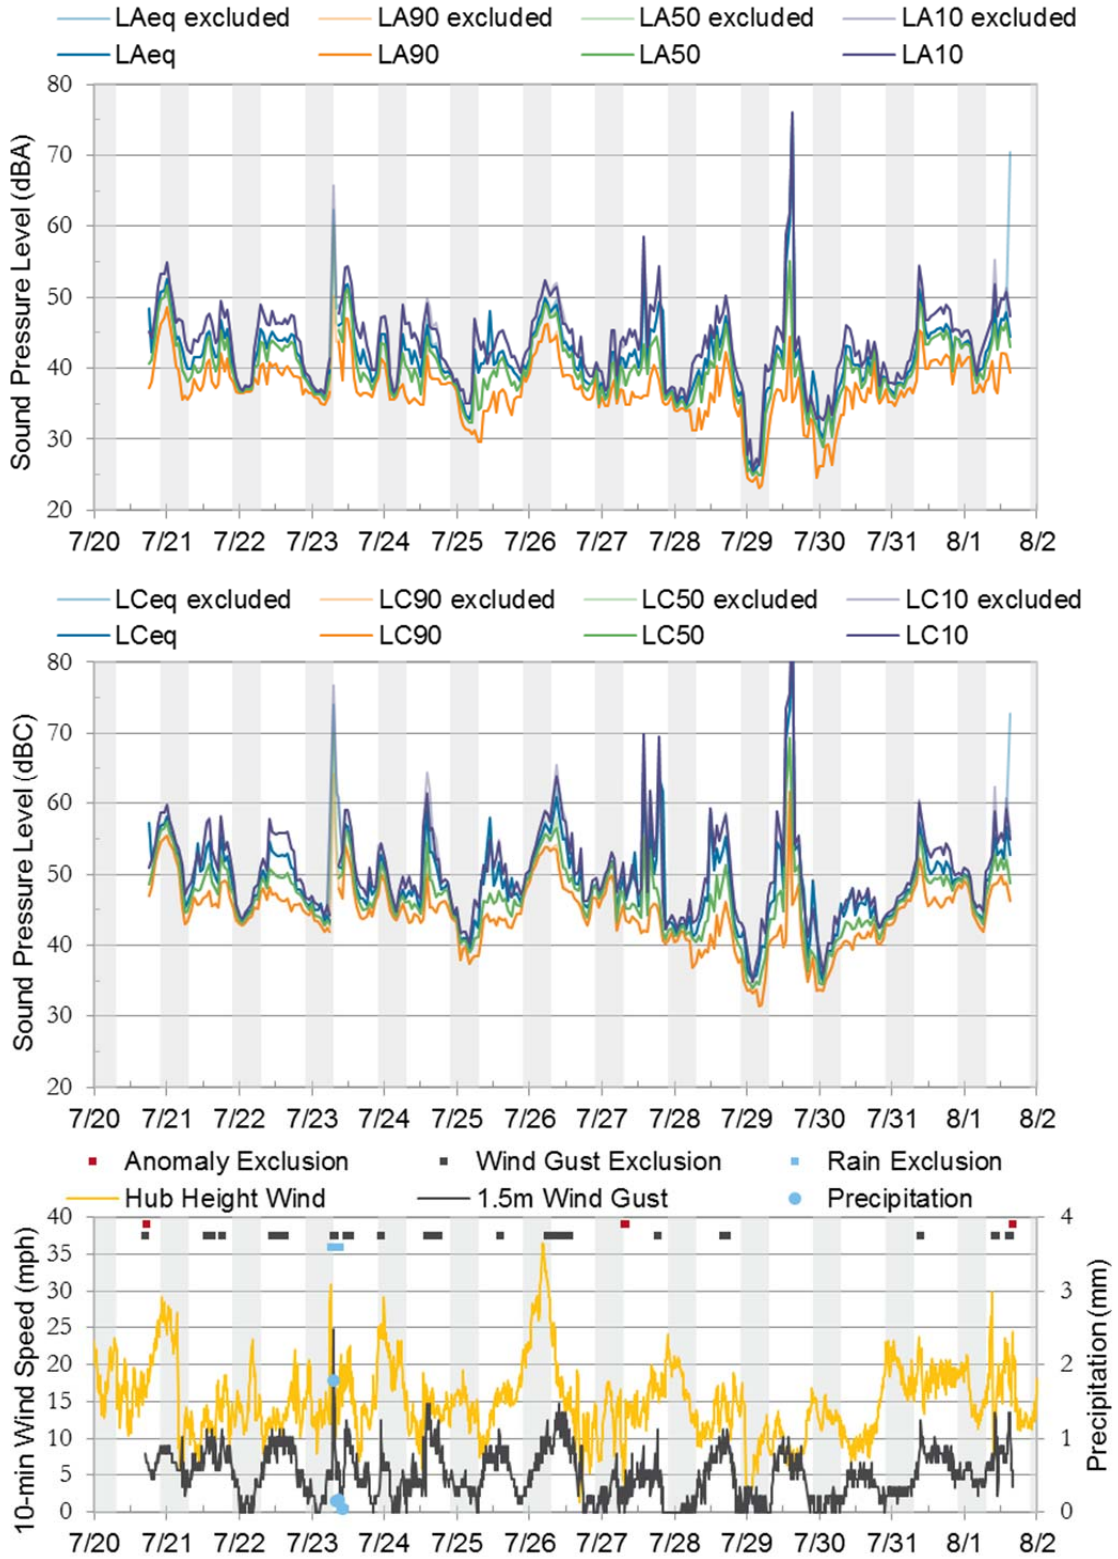 LAeq excluded LA90 excluded LA50 excluded LA10 excluded
LAeq LA90 LA50 LA10
Sound Pressure Level (dBA)
80
70
60
50
40
30
20
7/20 7/21 7/22 7/23 7/24 7/25 7/26 7/27 7/28 7/29 7/30 7/31 8/1 8/2
LCeq excluded LC90 excluded LC50 excluded LC10 excluded
LCeq LC90 LC50 LC10
Sound Pressure Level (dBC)
80
70
60
50
40
30
20
7/20 7/21 7/22 7/23 7/24 7/25 7/26 7/27 7/28 7/29 7/30 7/31 8/1 8/2
Anomaly Exclusion Wind Gust Exclusion Rain Exclusion
Hub Height Wind 1.5m Wind Gust Precipitation
10-min Wind Speed (mph)
40
35
30
25
20
15
10
5
0
4
3
2
1
0
Precipitation (mm)
7/20 7/21 7/22 7/23 7/24 7/25 7/26 7/27 7/28 7/29 7/30 7/31 8/1 8/2